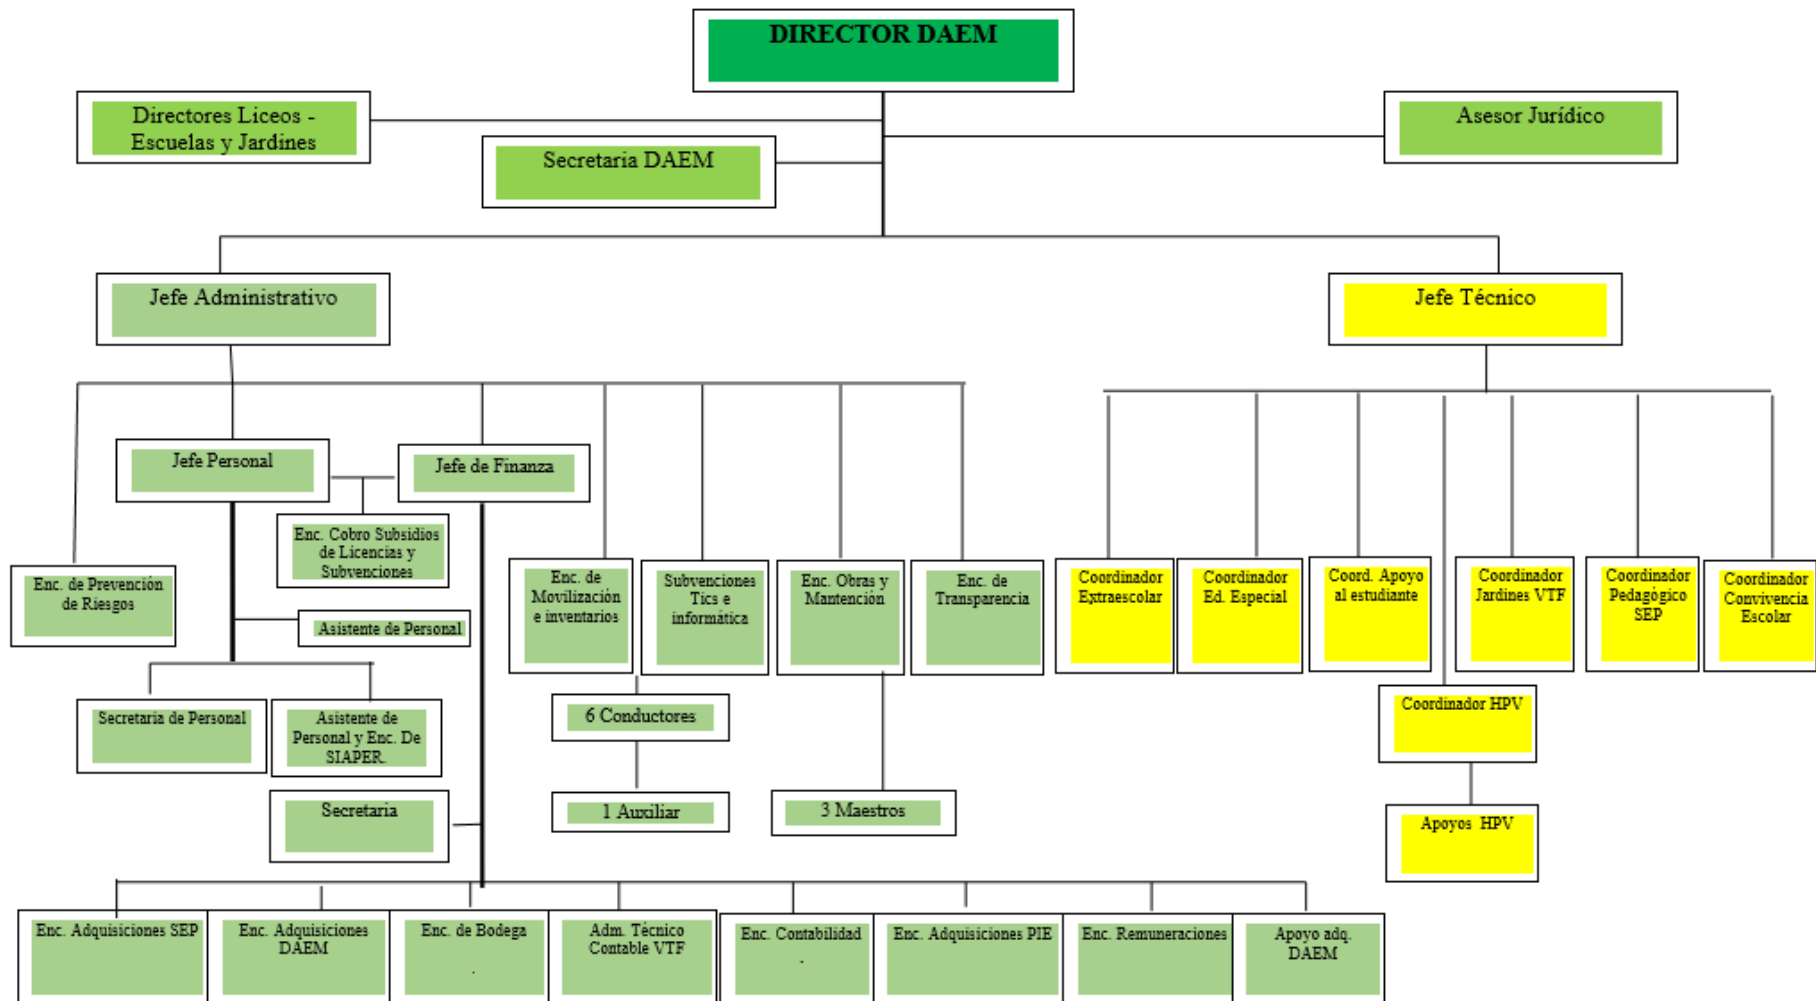 DIRECTOR DAEM
Directores Liceos -
Escuelas y Jardines
Asesor Jurídico
Secretaria DAEM
Jefe Administrativo
Jefe Técnico
Jefe Personal
Jefe de Finanza
Enc. Cobro Subsidios
de Licencias y
Subvenciones
Enc. de Prevención
de Riesgos
Enc. de
Movilización
e inventarios
Subvenciones
Tics e
informática
Enc. Obras y
Mantención
Enc. de
Transparencia
Coordinador
Extraescolar
Coordinador
Ed. Especial
Coord. Apoyo
al estudiante
Coordinador
Jardines VTF
Coordinador
Pedagógico
SEP
Coordinador
Convivencia
Escolar
Asistente de Personal
Secretaria de Personal
Asistente de
Personal y Enc. De
SIAPER.
6 Conductores
Coordinador HPV
Secretaria
1 Auxiliar
3 Maestros
Apoyos HPV
Enc. Adquisiciones SEP
Enc. Adquisiciones
DAEM
Enc. de Bodega
.
Adm. Técnico
Contable VTF
Enc. Contabilidad
.
Enc. Adquisiciones PIE
Enc. Remuneraciones
Apoyo adq.
DAEM